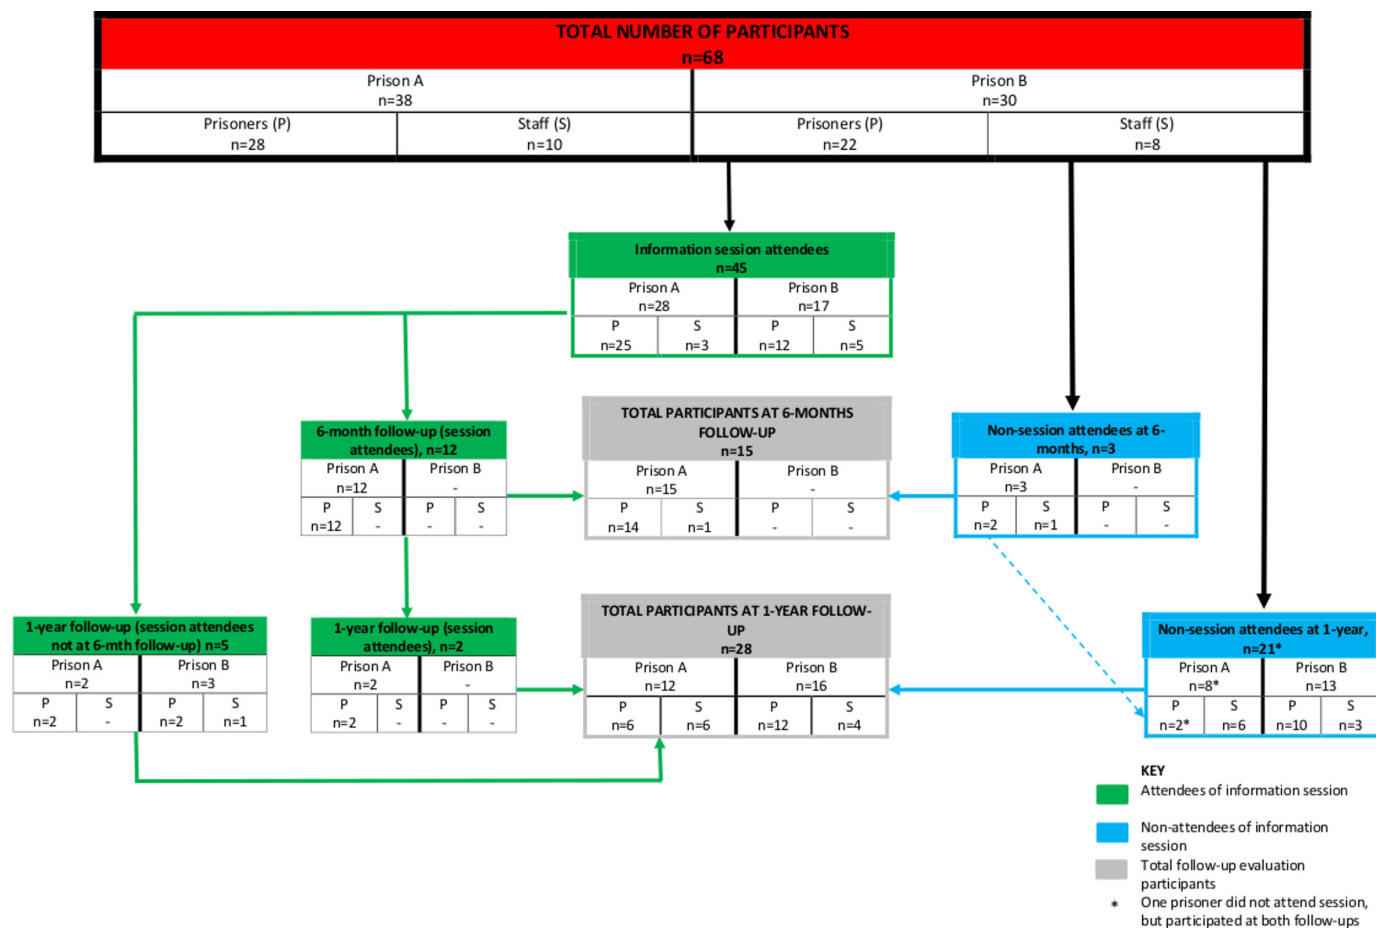 TOTAL NUMBER OF PARTICIPANTS
n=68
Prison A
n=38
Prison B
n=30
Prisoners (P)
n=28
Staff (S)
n=10
Prisoners (P)
n=22
Staff (S)
n=8
Information session attendees
n=45
Prison A
n=28
Prison B
n=17
P
n=25
S
n=3
P
n=12
S
n=5
6-month follow-up (session
attendees), n=12
Prison A
n=12
Prison B
-
P
n=12
S
-
P
-
S
-
TOTAL PARTICIPANTS AT 6-MONTHS
FOLLOW-UP
n=15
Prison A
n=15
Prison B
-
P
n=14
S
n=1
P
-
S
-
Non-session attendees at 6-
months, n=3
Prison A
n=3
Prison B
-
P
n=2
S
n=1
P
-
S
-
1-year follow-up (session attendees
not at 6-mth follow-up) n=5
Prison A
n=2
Prison B
n=3
P
n=2
S
-
P
n=2
S
n=1
1-year follow-up (session
attendees), n=2
Prison A
n=2
Prison B
-
P
n=2
S
-
P
-
S
-
TOTAL PARTICIPANTS AT 1-YEAR FOLLOW-
UP
n=28
Prison A
n=12
Prison B
n=16
P
n=6
S
n=6
P
n=12
S
n=4
Non-session attendees at 1-year,
n=21*
Prison A
n=8*
Prison B
n=13
P
n=2*
S
n=6
P
n=10
S
n=3
KEY
Attendees of information session
Non-attendees of information
session
Total follow-up evaluation
participants
* One prisoner did not attend session,
but participated at both follow-ups